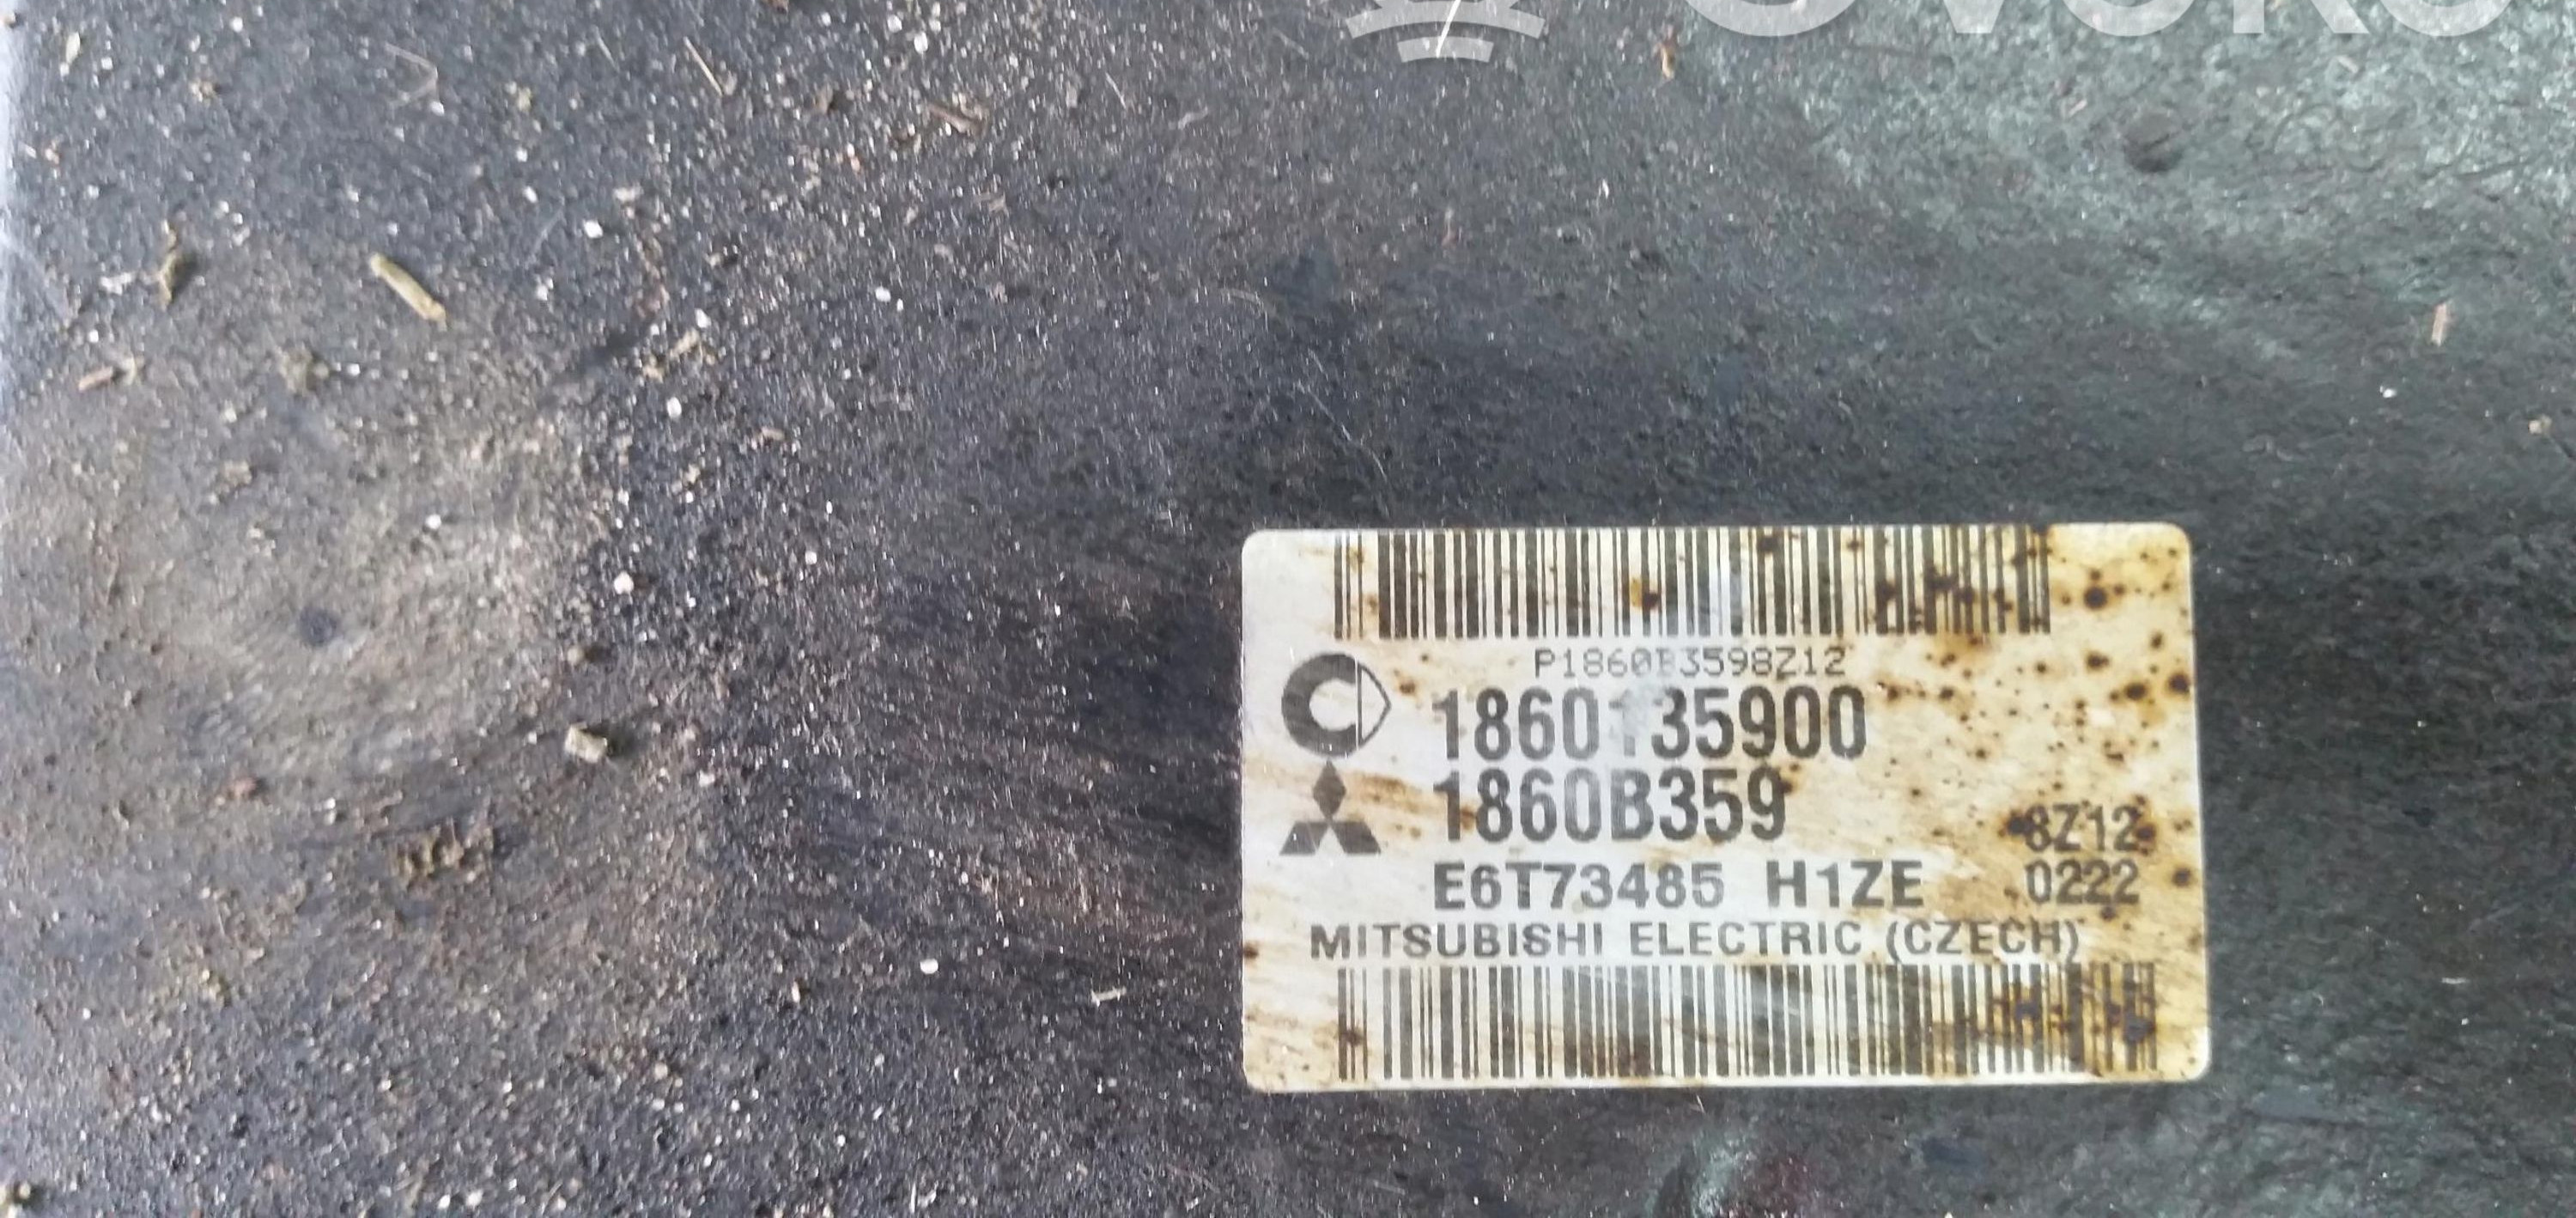 P1860B3598Z12
1860135900
1860B359
8Z12
E6T73485 H1ZE 0222
MITSUBISHI ELECTRIC (CZECH)